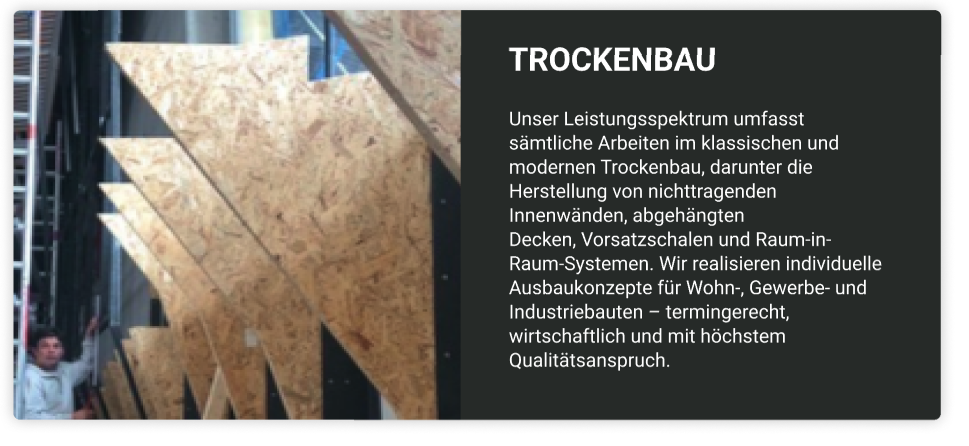 TROCKENBAU
Unser Leistungsspektrum umfasst
sämtliche Arbeiten im klassischen und
modernen Trockenbau, darunter die
Herstellung von nichttragenden
Innenwänden, abgehängten
Decken, Vorsatzschalen und Raum-in-
Raum-Systemen. Wir realisieren individuelle
Ausbaukonzepte für Wohn-, Gewerbe- und
Industriebauten – termingerecht,
wirtschaftlich und mit höchstem
Qualitätsanspruch.